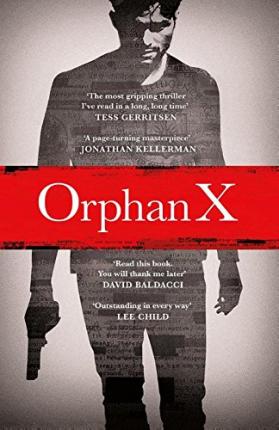 ‘The most gripping thriller
I’ve read in a long, long time’
TESS GERRITSEN
‘A page-turning masterpiece’
JONATHAN KELLERMAN
Orphan X
‘Read this book.
You will thank me later’
DAVID BALDACCI
‘Outstanding in every way’
LEE CHILD